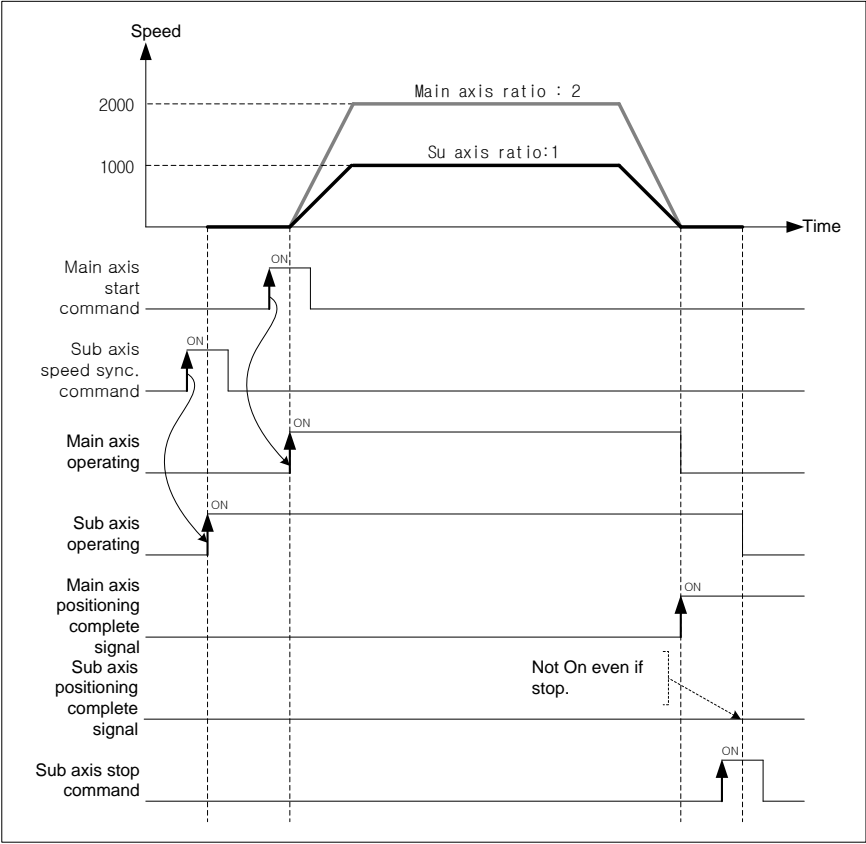 Speed
2000
Main axis ratio : 2
1000
Su axis ratio:1
Time
Main axis
start
command
ON
Sub axis
speed sync.
command
ON
Main axis
operating
ON
Sub axis
operating
ON
Main axis
positioning
complete
signal
ON
Sub axis
positioning
complete
signal
Not On even if
stop.
Sub axis stop
command
ON